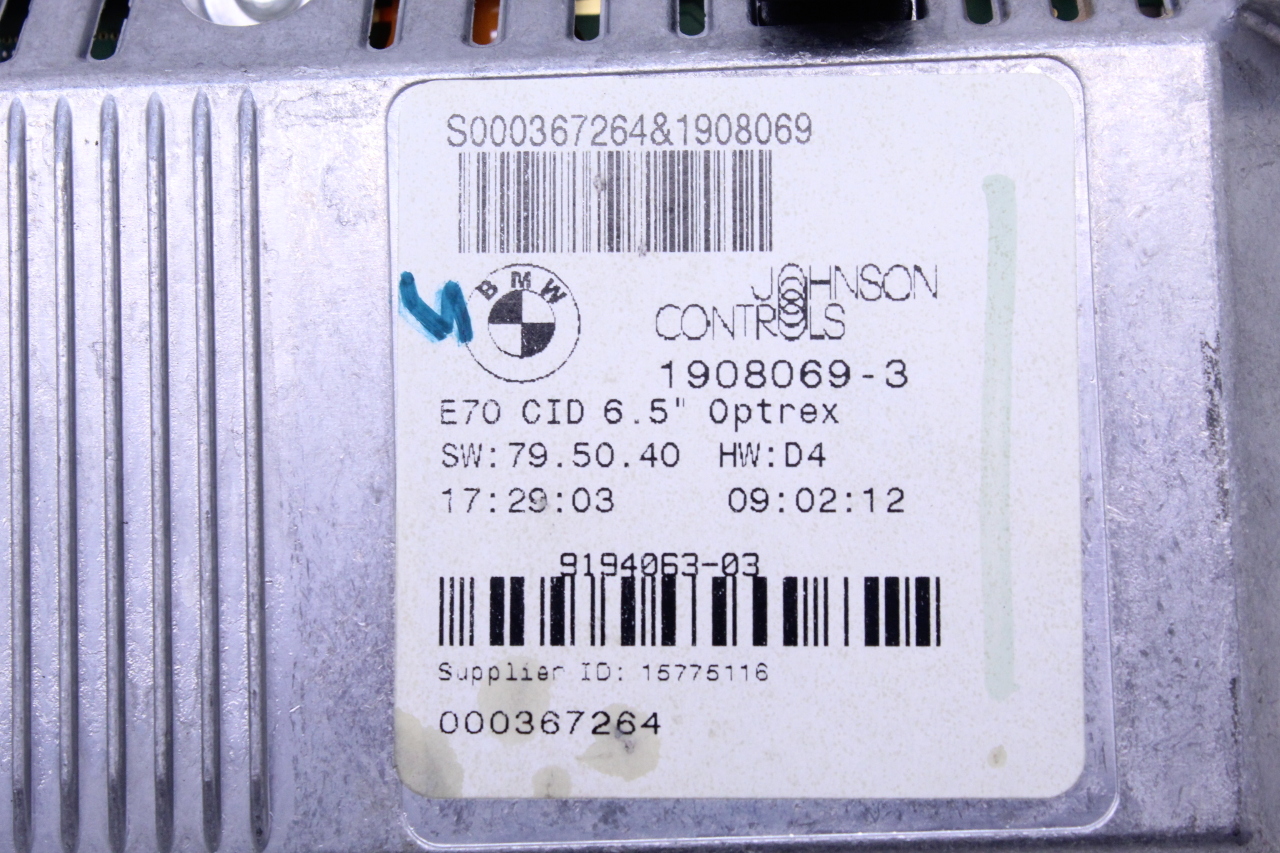 S000367264&1908069
BMW
JOHNSON
CONTROLS
1908069-3
E70 CID 6.5" Optrex
SW:79.50.40 HW:D4
17:29:03 09:02:12
9194063-03
Supplier ID: 15775116
000367264